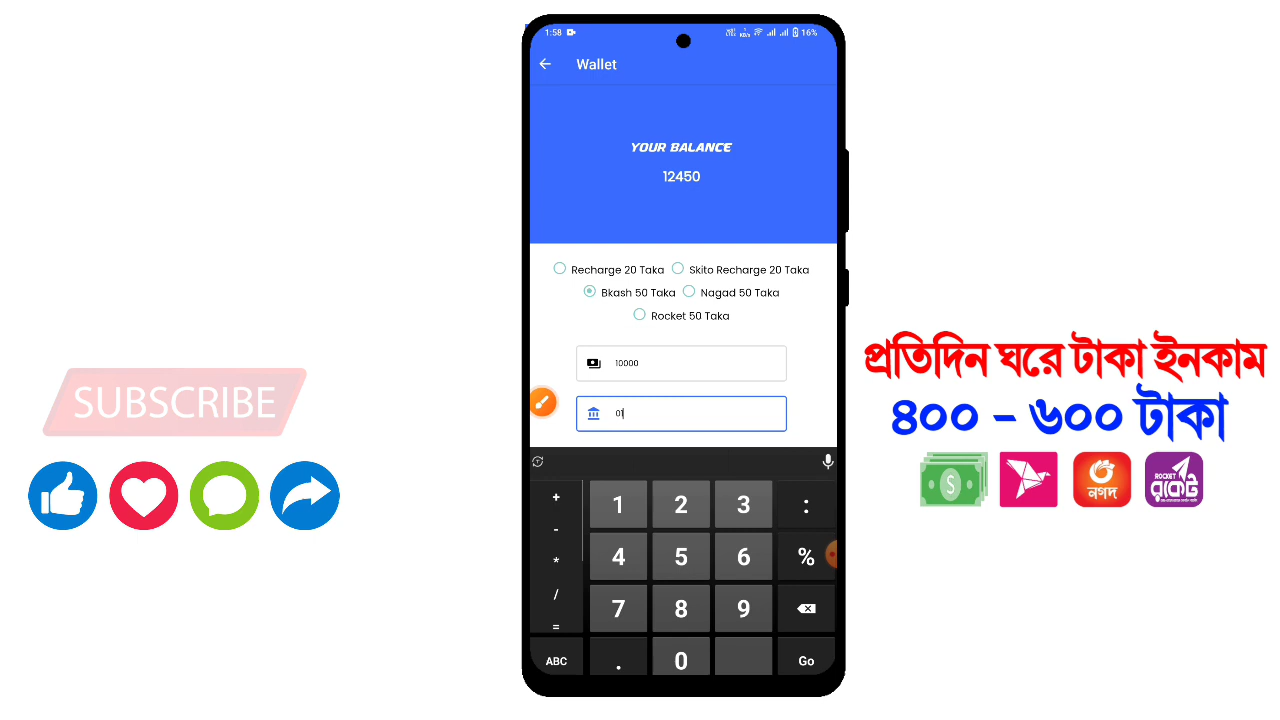 1:58
16%
Wallet
YOUR BALANCE
12450
Recharge 20 Taka
Skito Recharge 20 Taka
Bkash 50 Taka
Nagad 50 Taka
Rocket 50 Taka
10000
01
+
1 2 3 :
-
4 5 6 %
*
/
7 8 9
=
ABC . 0 Go
SUBSCRIBE
প্রতিদিন ঘরে টাকা ইনকাম
৪০০ - ৬০০ টাকা
$
নগদ
ROCKET
রকেট